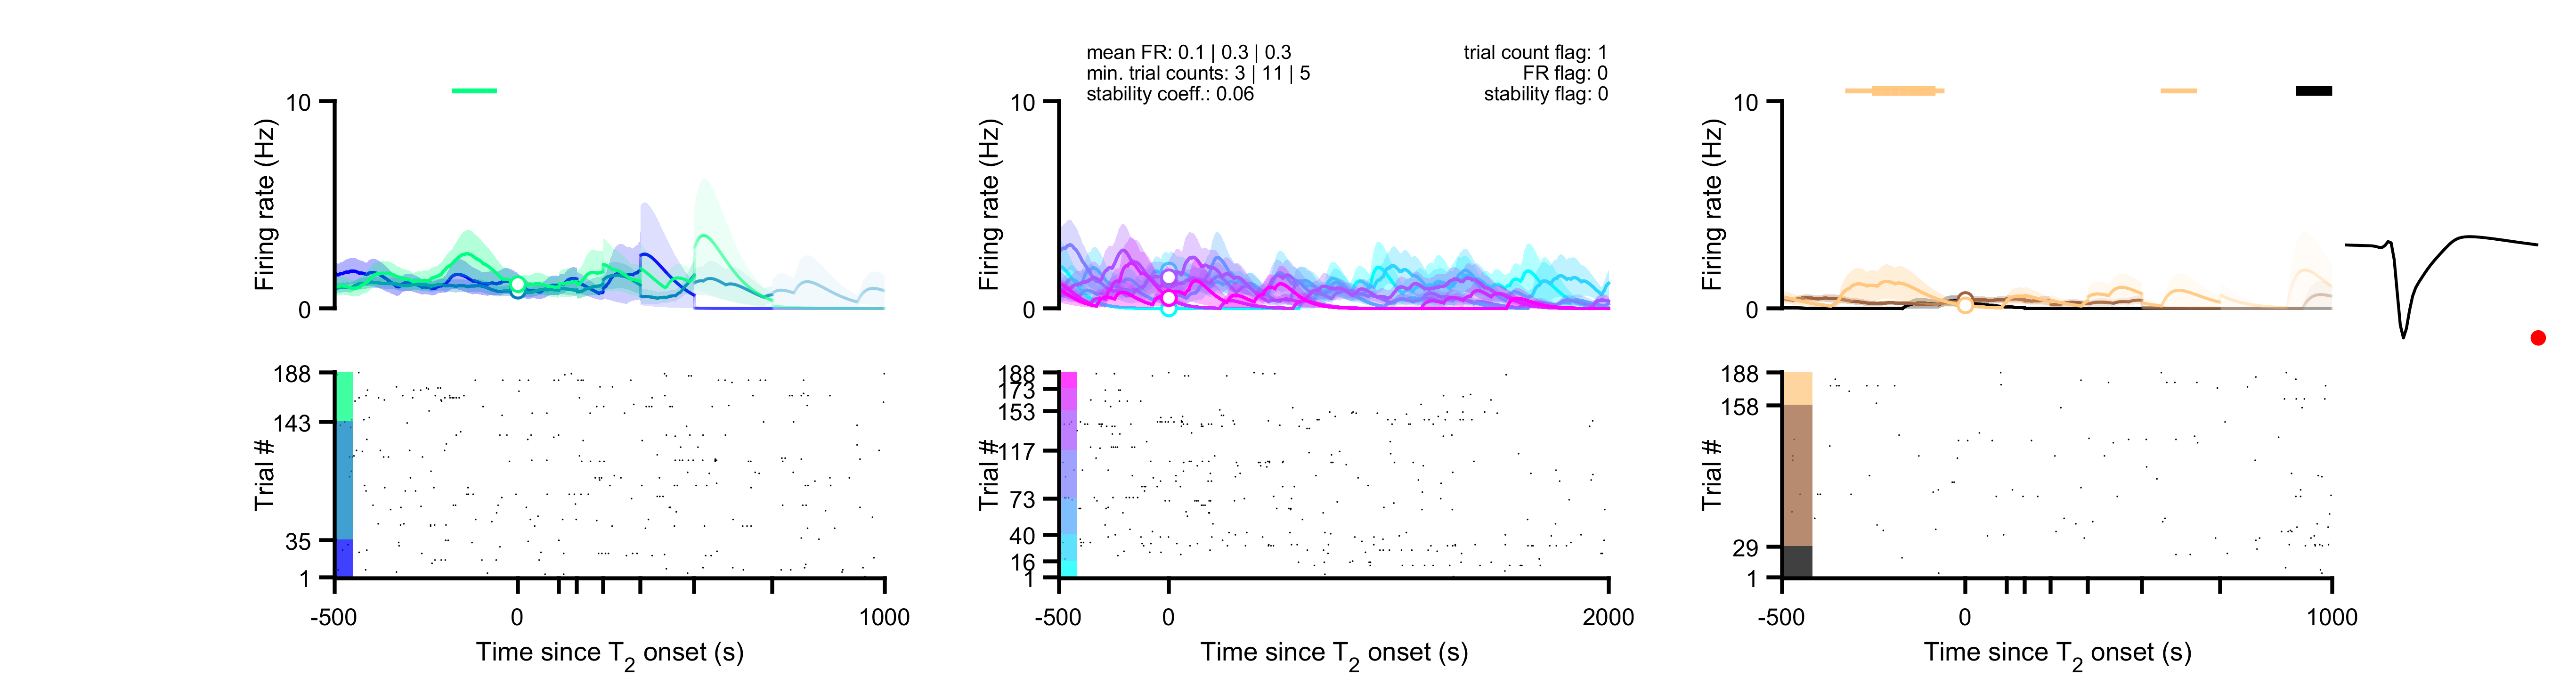 mean FR: 0.1 | 0.3 | 0.3
min. trial counts: 3 | 11 | 5
stability coeff.: 0.06
trial count flag: 1
FR flag: 0
stability flag: 0
10
0
Firing rate (Hz)
10
0
Firing rate (Hz)
10
0
Firing rate (Hz)
188
143
35
1
Trial #
-500
0
1000
Time since T2 onset (s)
188
173
153
117
73
40
16
1
Trial #
-500
0
2000
Time since T2 onset (s)
188
158
29
1
Trial #
-500
0
1000
Time since T2 onset (s)